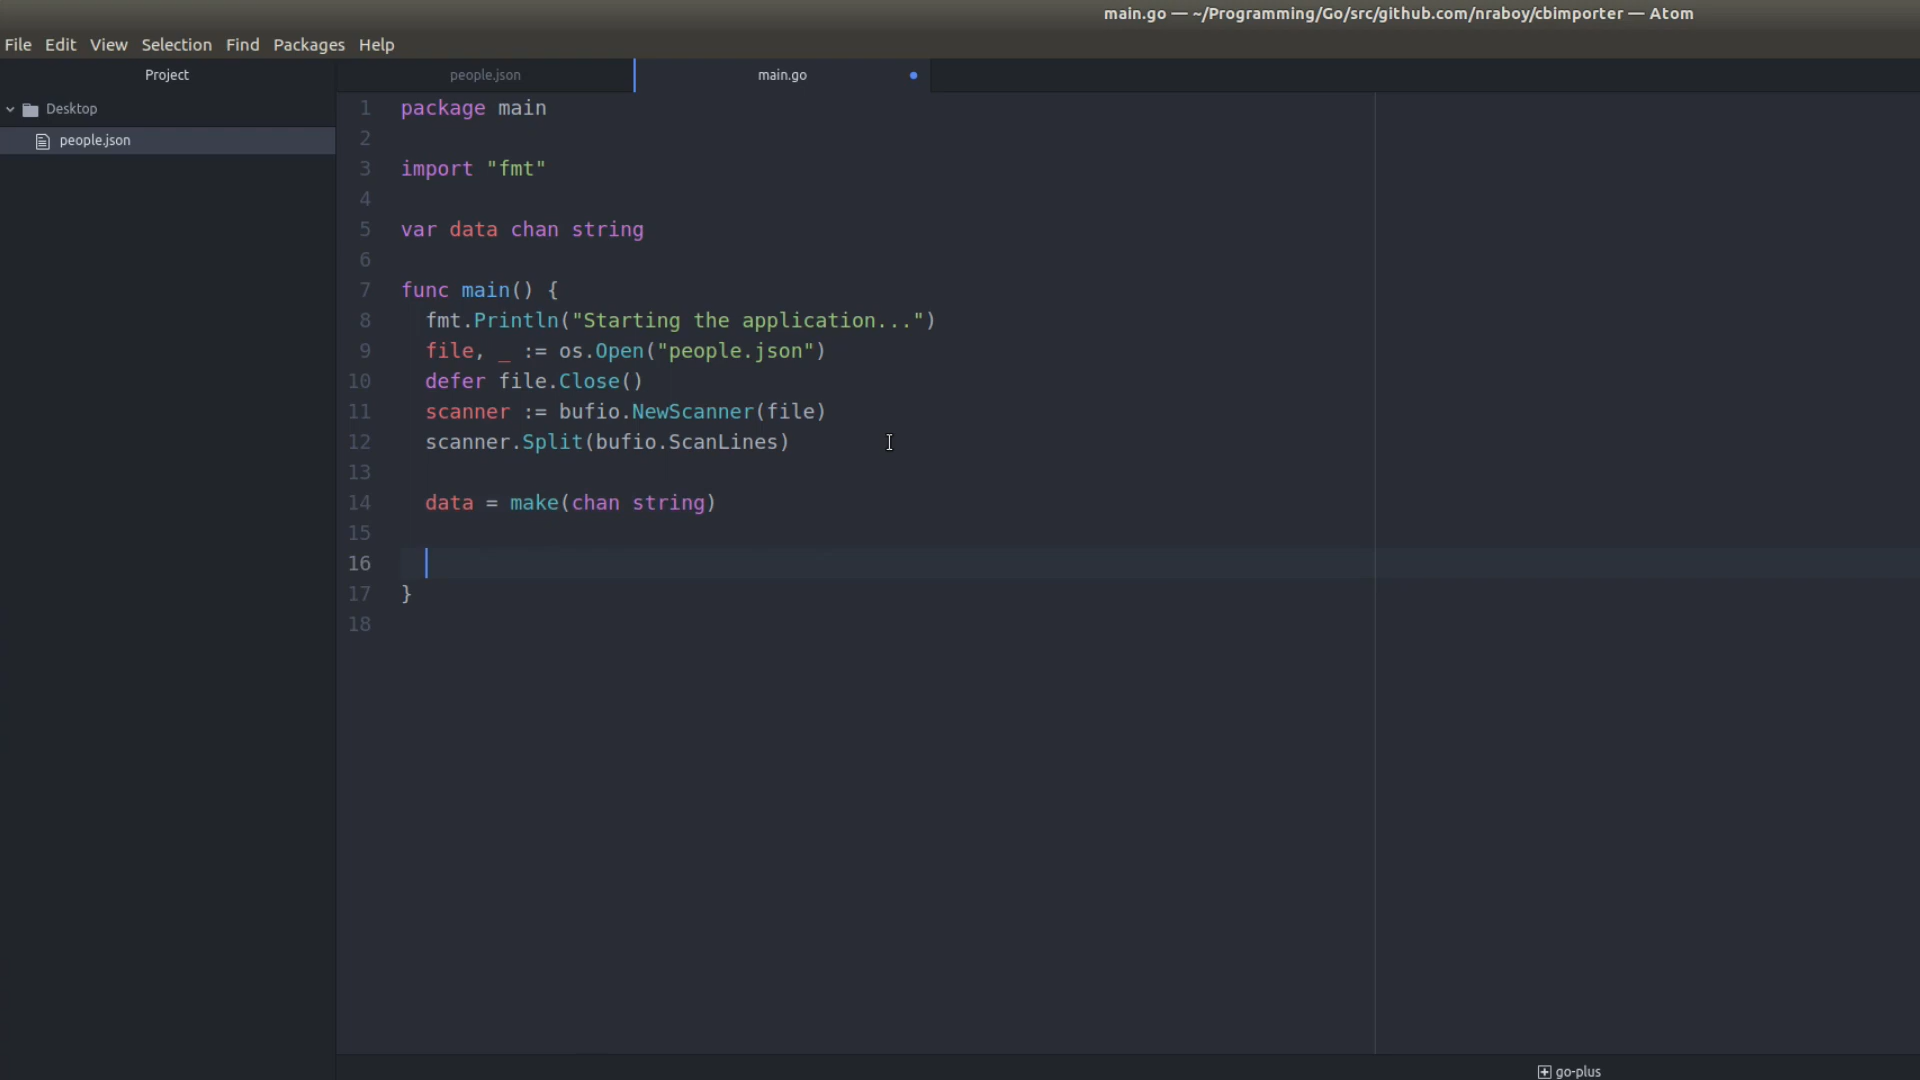 main.go — ~/Programming/Go/src/github.com/nraboy/cbimporter — Atom
File Edit View Selection Find Packages Help
Project
people.json
main.go
Desktop
people.json
1 package main
2
3 import "fmt"
4
5 var data chan string
6
7 func main() {
8 fmt.Println("Starting the application...")
9 file, _ := os.Open("people.json")
10 defer file.Close()
11 scanner := bufio.NewScanner(file)
12 scanner.Split(bufio.ScanLines)
13
14 data = make(chan string)
15
16
17 }
18
go-plus